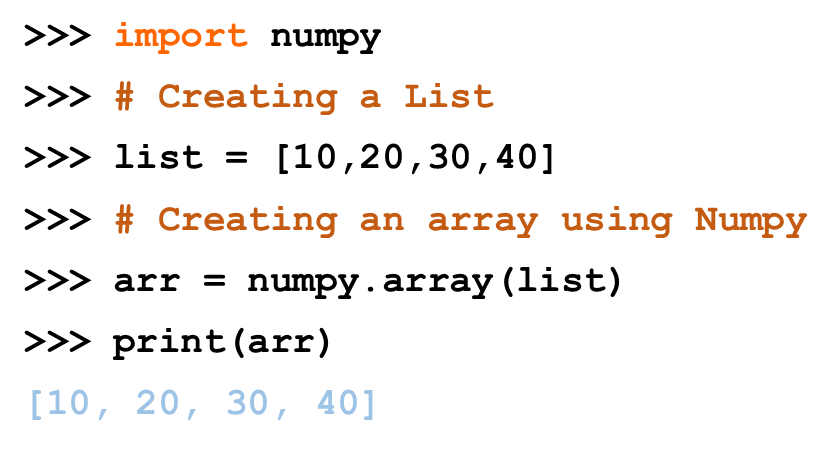 >>> import numpy
>>> # Creating a List
>>> list = [10,20,30,40]
>>> # Creating an array using Numpy
>>> arr = numpy.array(list)
>>> print(arr)
[10, 20, 30, 40]